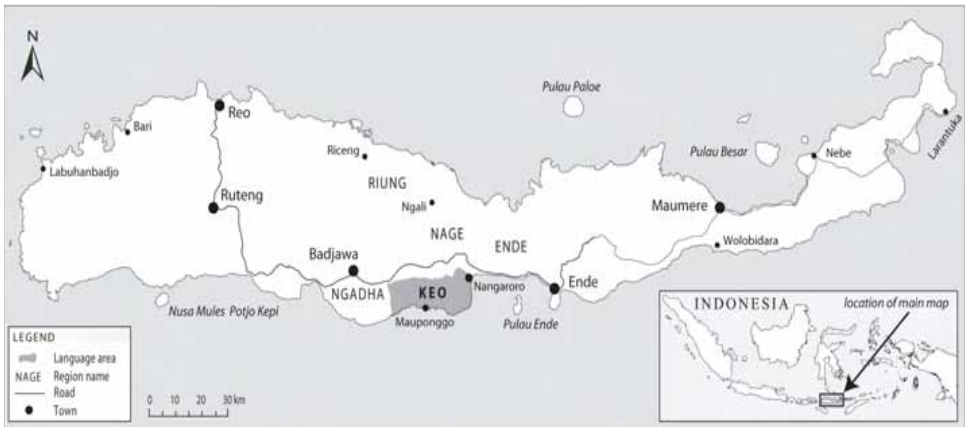 N
Pulau Paloe
Reo
Bari
Larantuka
Riceng
Pulau Besar
Nebe
Labuhanbadjo
RIUNG
Ruteng
Ngali
Maumere
NAGE
ENDE
Wolobidara
Badjawa
NGADHA
KEO
Nangaroro
Ende
Nusa Mules Potjo Kepi
Mauponggo
Pulau Ende
LEGEND
Language area
NAGE Region name
Road
Town
0 10 20 30 km
INDONESIA
location of main map